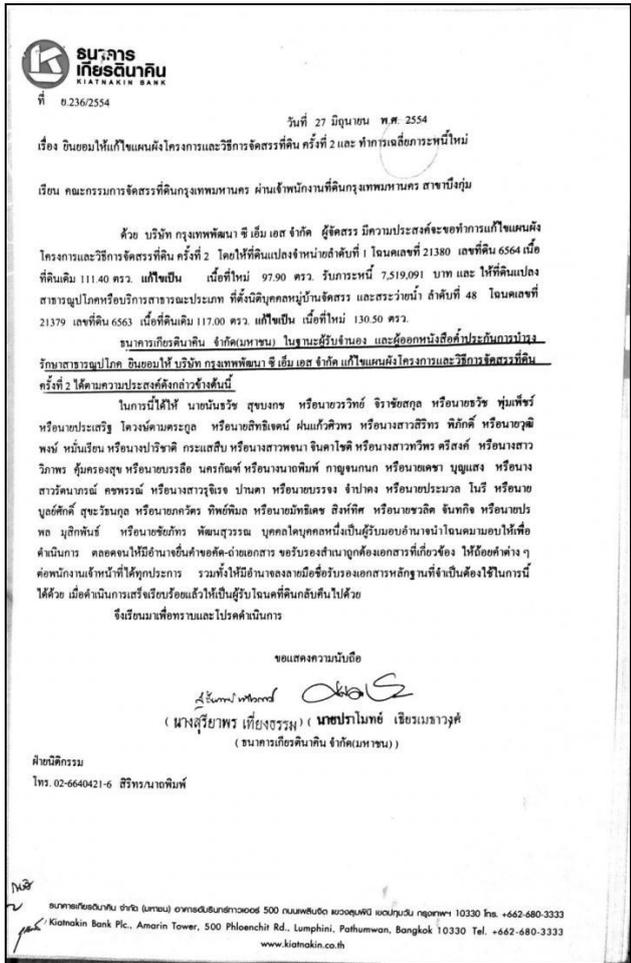 ธนาคาร
เกียรตินาคิน
KIATNAKIN BANK
ที่ ย.236/2554
วันที่ 27 มิถุนายน พ.ศ. 2554
เรื่อง ยินยอมให้แก้ไขแผนผังโครงการและวิธีการจัดสรรที่ดิน ครั้งที่ 2 และ ทำการเฉลี่ยภาระหนี้ใหม่
เรียน คณะกรรมการจัดสรรที่ดินกรุงเทพมหานคร ผ่านเจ้าพนักงานที่ดินกรุงเทพมหานคร สาขาบึงกุ่ม
ด้วย บริษัท กรุงเทพพัฒนา ซี เอ็ม เอส จำกัด ผู้จัดสรร มีความประสงค์จะขอทำการแก้ไขแผนผัง
โครงการและวิธีการจัดสรรที่ดิน ครั้งที่ 2 โดยให้ที่ดินแปลงจำหน่ายลำดับที่ 1 โฉนดเลขที่ 21380 เลขที่ดิน 6564 เนื้อ
ที่ดินเดิม 111.40 ตรว. แก้ไขเป็น เนื้อที่ใหม่ 97.90 ตรว. รับภาระหนี้ 7,519,091 บาท และ ให้ที่ดินแปลง
สาธารณูปโภคหรือบริการสาธารณะประเภท ที่ตั้งนิติบุคคลหมู่บ้านจัดสรร และสระว่ายน้ำ ลำดับที่ 48 โฉนดเลขที่
21379 เลขที่ดิน 6563 เนื้อที่ดินเดิม 117.00 ตรว. แก้ไขเป็น เนื้อที่ใหม่ 130.50 ตรว.
ธนาคารเกียรตินาคิน จำกัด(มหาชน) ในฐานะผู้รับจำนอง และผู้ออกหนังสือค้ำประกันการบำรุง
รักษาสาธารณูปโภค ยินยอมให้ บริษัท กรุงเทพพัฒนา ซี เอ็ม เอส จำกัด แก้ไขแผนผังโครงการและวิธีการจัดสรรที่ดิน
ครั้งที่ 2 ได้ตามความประสงค์ดังกล่าวข้างต้นนี้
ในการนี้ได้ให้ นายนันธวัช สุขบงกช หรือนายวรวิทย์ จิราชัยสกุล หรือนายธวัช พุ่มเพ็ชร์
หรือนายประเสริฐ โตวงษ์ตามตระกูล หรือนายสิทธิเจตน์ ฝนแก้วศิวพร หรือนางสาวสิริทร พิภักดิ์ หรือนายวุฒิ
พงษ์ หมั่นเรียน หรือนางปาริชาติ กระแสสืบ หรือนางสาวพจนา จินดาโชติ หรือนางสาวทวีพร ตรีสงค์ หรือนางสาว
วิภาพร คุ้มครองสุข หรือนายบรรลือ นครกัณฑ์ หรือนางนาถพิมพ์ กาญจนกนก หรือนายเดชา บุญแสง หรือนาง
สาวรัตนาภรณ์ คชพรรณ์ หรือนางสาวรุจิเรจ ปานดา หรือนายบรรจง จำปาคง หรือนายประมวล โนรี หรือนาย
บูลย์ศักดิ์ สุขะวัธนกุล หรือนายภควัตร ทิพย์พิมล หรือนายมัทธิเดช สิงห์ทิศ หรือนายชวลิต จันทกิจ หรือนายปร
พล มุสิกพันธ์ หรือนายชัยภัทร พัฒนสุวรรณ บุคคลใดบุคคลหนึ่งเป็นผู้รับมอบอำนาจนำโฉนดมามอบให้เพื่อ
ดำเนินการ ตลอดจนให้มีอำนาจยื่นคำขอคัด-ถ่ายเอกสาร ขอรับรองสำเนาถูกต้องเอกสารที่เกี่ยวข้อง ให้ถ้อยคำต่าง ๆ
ต่อพนักงานเจ้าหน้าที่ได้ทุกประการ รวมทั้งให้มีอำนาจลงลายมือชื่อรับรองเอกสารหลักฐานที่จำเป็นต้องใช้ในการนี้
ได้ด้วย เมื่อดำเนินการเสร็จเรียบร้อยแล้วให้เป็นผู้รับโฉนดที่ดินกลับคืนไปด้วย
จึงเรียนมาเพื่อทราบและโปรดดำเนินการ
ขอแสดงความนับถือ
( นางสุรียาพร เที่ยงธรรม) ( นายปราโมทย์ เธียรเมธาวงศ์
( ธนาคารเกียรตินาคิน จำกัด(มหาชน) )
ฝ่ายนิติกรรม
โทร. 02-6640421-6 สิริทร/นาถพิมพ์
ธนาคารเกียรตินาคิน จำกัด (มหาชน) อาคารอัมรินทร์ทาวเวอร์ 500 ถนนเพลินจิต แขวงลุมพินี เขตปทุมวัน กรุงเทพฯ 10330 โทร. +662-680-3333
Kiatnakin Bank Plc., Amarin Tower, 500 Phloenchit Rd., Lumphini, Pathumwan, Bangkok 10330 Tel. +662-680-3333
www.kiatnakin.co.th